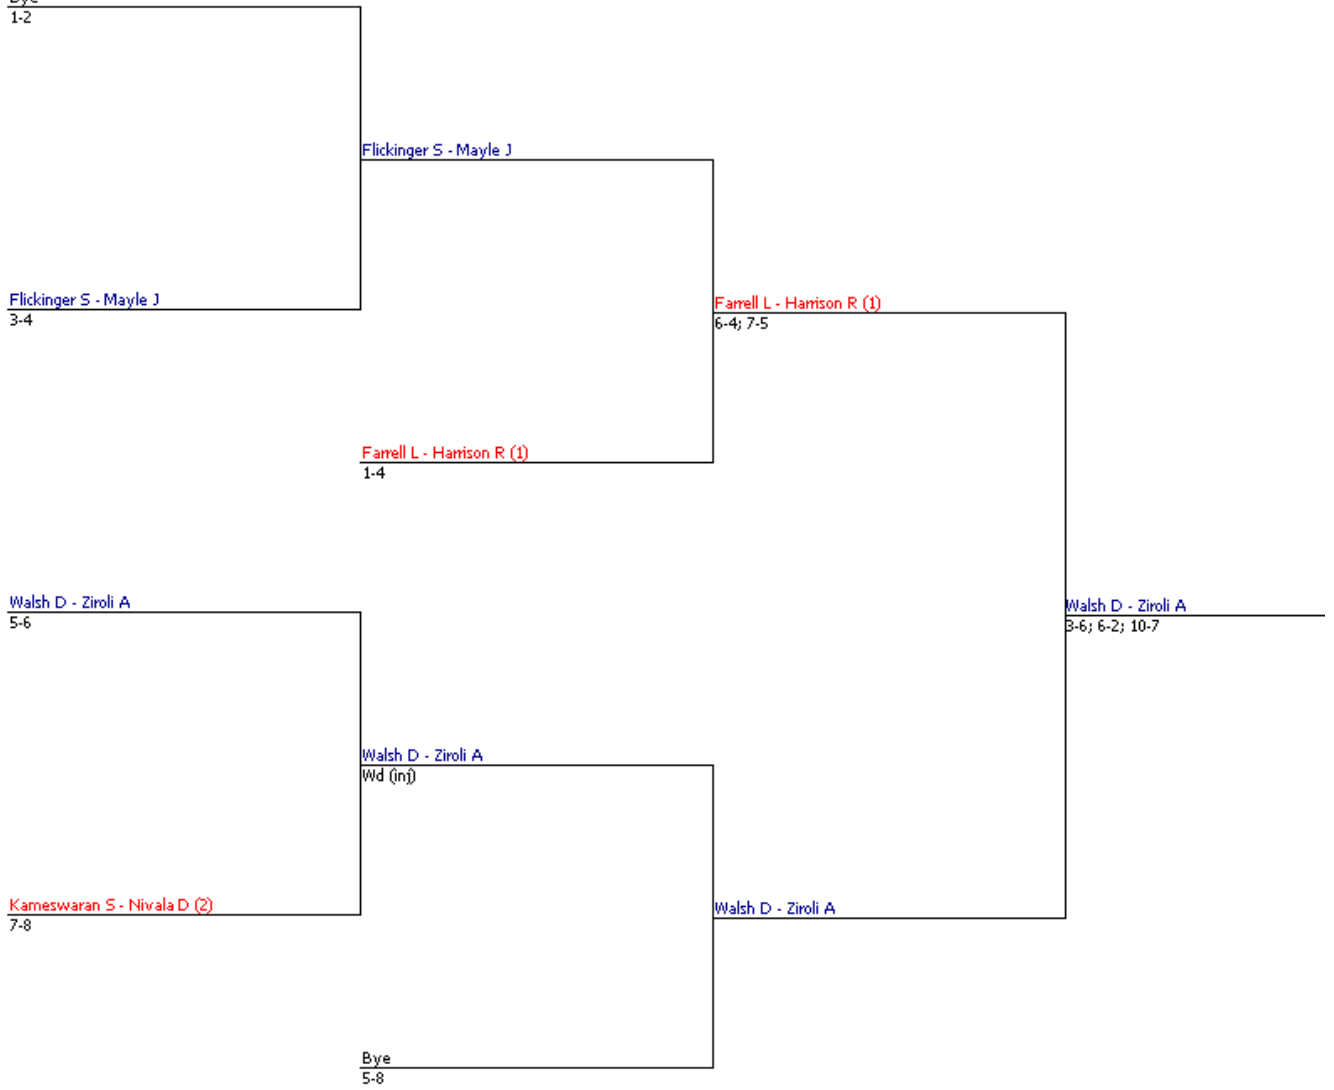 Bye
1-2
Flickinger S - Mayle J
Flickinger S - Mayle J
3-4
Farrell L - Harrison R (1)
6-4; 7-5
Farrell L - Harrison R (1)
1-4
Walsh D - Ziroli A
5-6
Walsh D - Ziroli A
3-6; 6-2; 10-7
Walsh D - Ziroli A
Wd (inj)
Kameswaran S - Nivala D (2)
7-8
Walsh D - Ziroli A
Bye
5-8